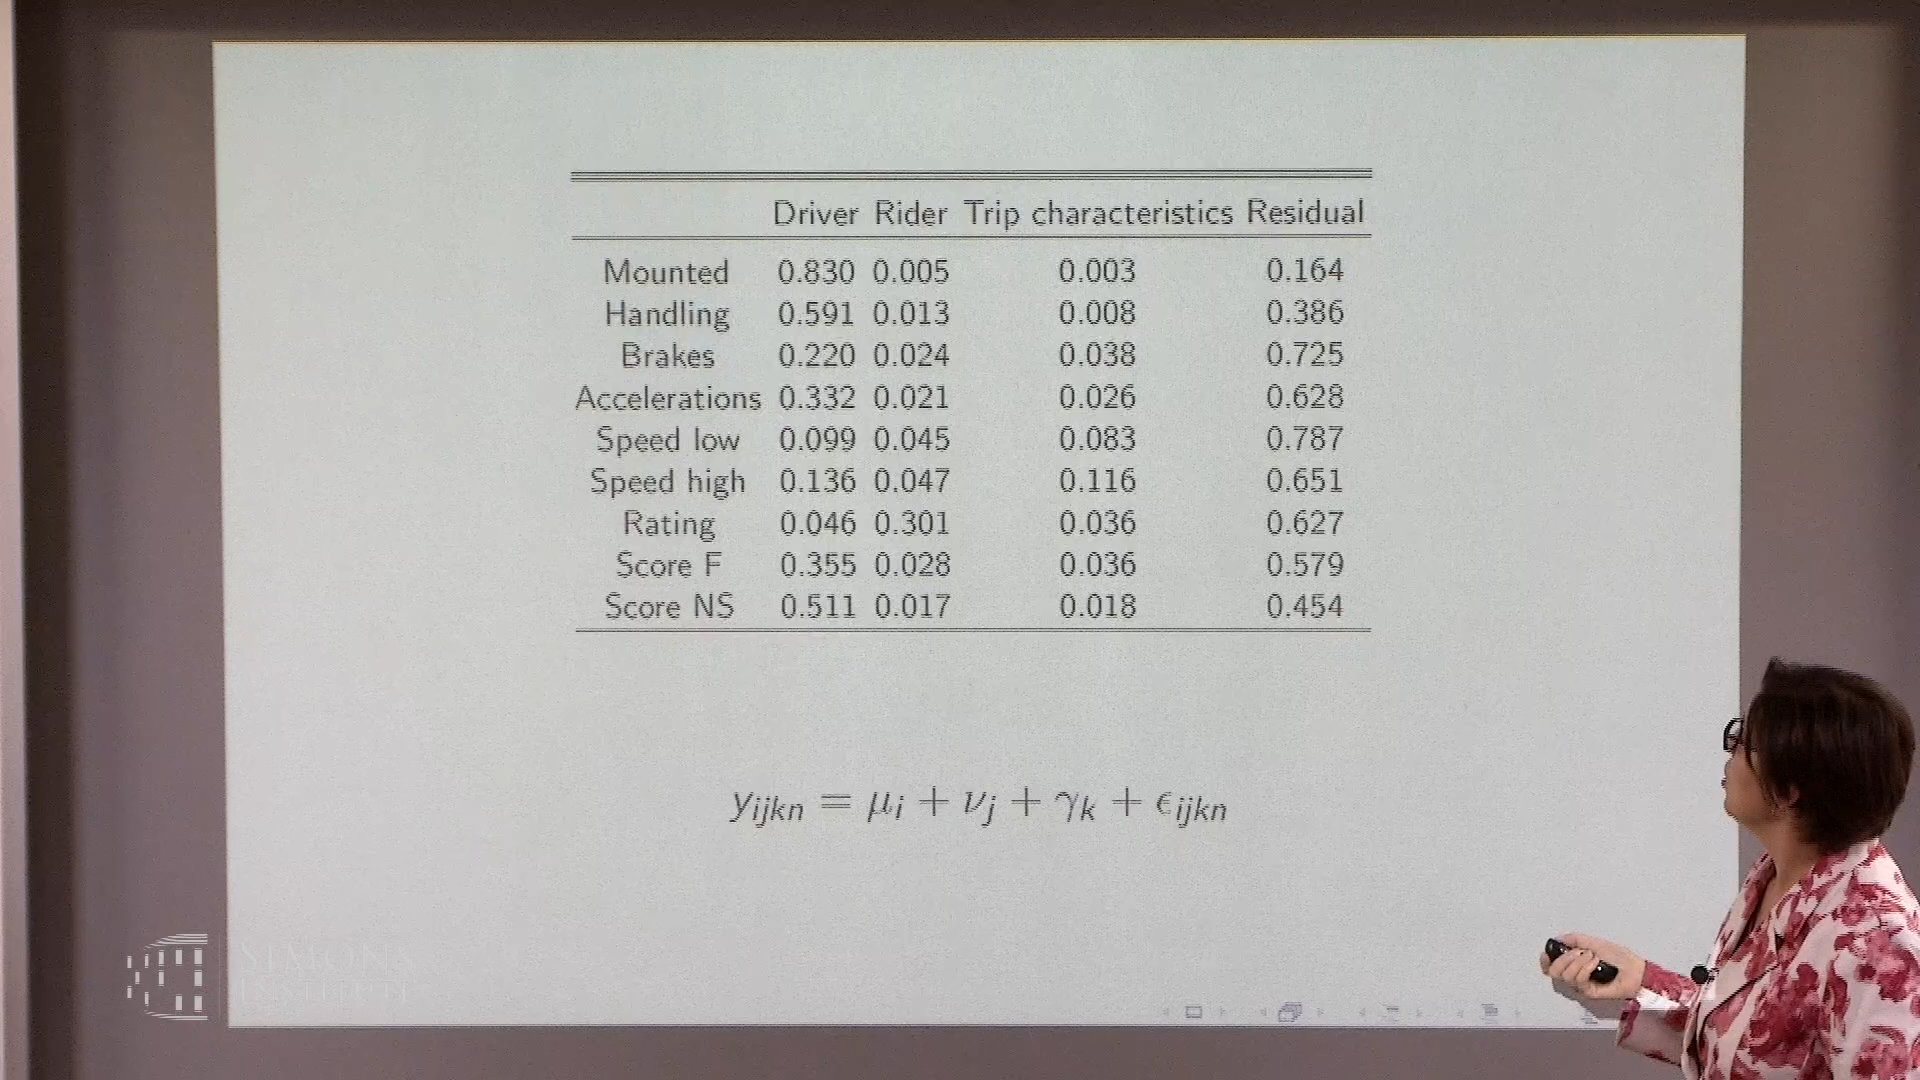 Driver Rider Trip characteristics Residual
Mounted 0.830 0.005 0.003 0.164
Handling 0.591 0.013 0.008 0.386
Brakes 0.220 0.024 0.038 0.725
Accelerations 0.332 0.021 0.026 0.628
Speed low 0.099 0.045 0.083 0.787
Speed high 0.136 0.047 0.116 0.651
Rating 0.046 0.301 0.036 0.627
Score F 0.355 0.028 0.036 0.579
Score NS 0.511 0.017 0.018 0.454
y_{ijkn} = μ_i + ν_j + γ_k + ϵ_{ijkn}
SIMONS
INSTITUTE